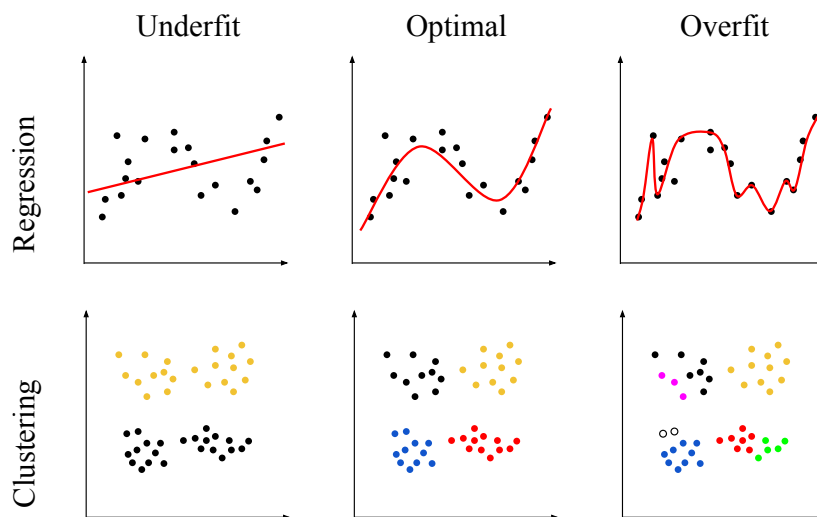 Underfit
Optimal
Overfit
Regression
Clustering